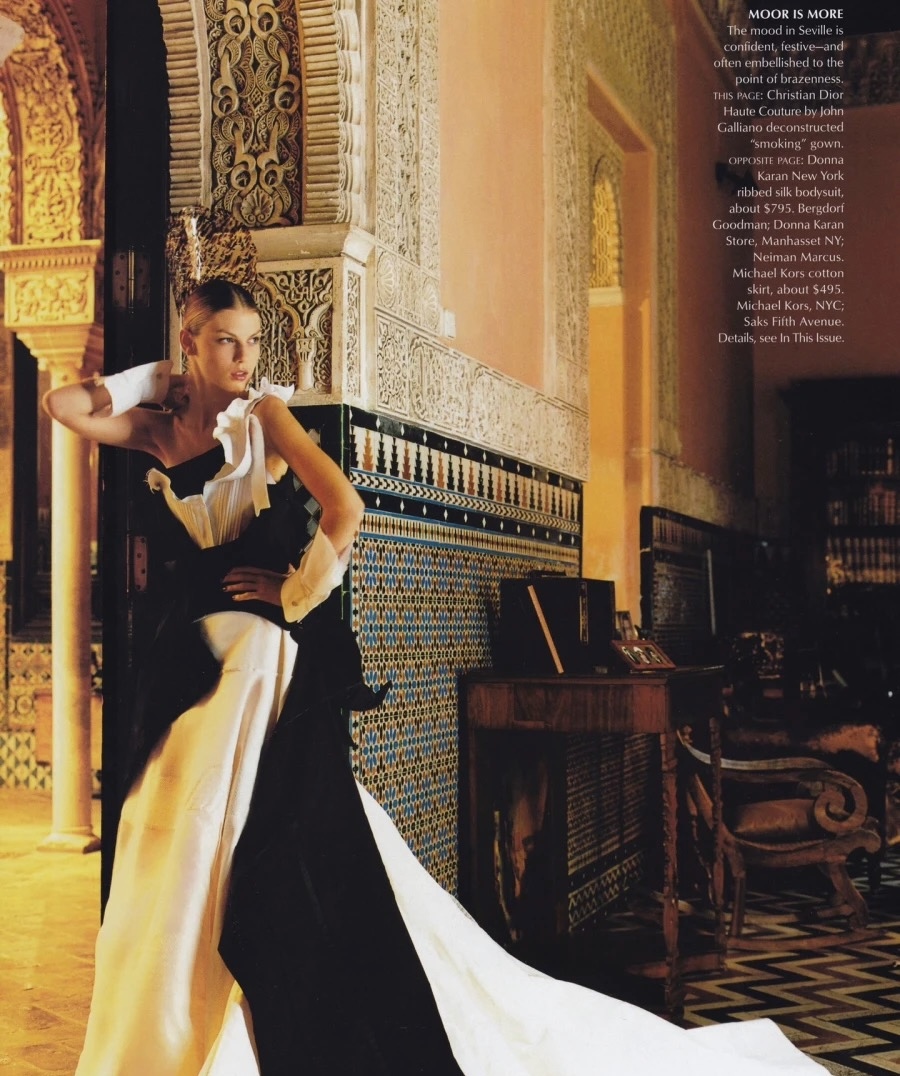 MOOR IS MORE
The mood in Seville is
confident, festive—and
often embellished to the
point of brazenness.
THIS PAGE: Christian Dior
Haute Couture by John
Galliano deconstructed
“smoking” gown.
OPPOSITE PAGE: Donna
Karan New York
ribbed silk bodysuit,
about $795. Bergdorf
Goodman; Donna Karan
Store, Manhasset NY;
Neiman Marcus.
Michael Kors cotton
skirt, about $495.
Michael Kors, NYC;
Saks Fifth Avenue.
Details, see In This Issue.